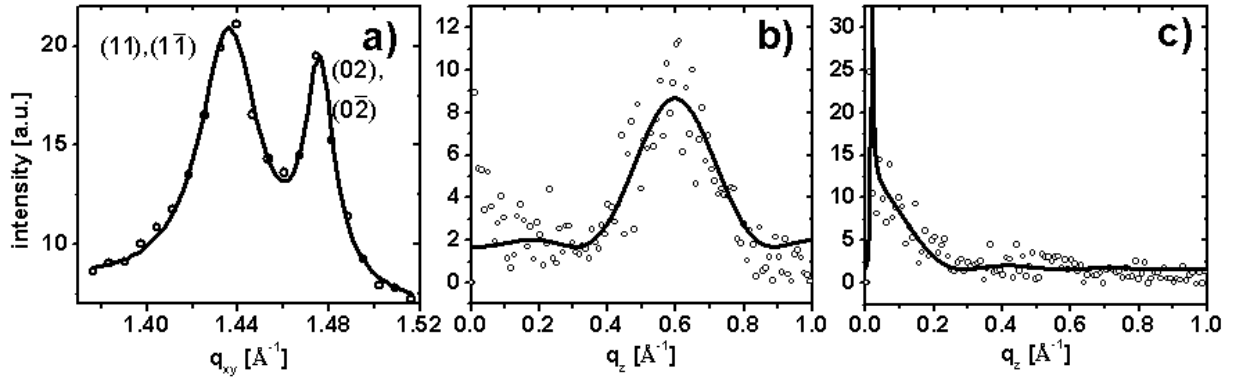 intensity [a.u.]
20
15
10
1.40 1.44 1.48 1.52
q_xy [Å⁻¹]
(11),(11̅)
(02),
(02̅)
a)
12
10
8
6
4
2
0
0.0 0.2 0.4 0.6 0.8 1.0
q_z [Å⁻¹]
b)
30
25
20
15
10
5
0
0.0 0.2 0.4 0.6 0.8 1.0
q_z [Å⁻¹]
c)